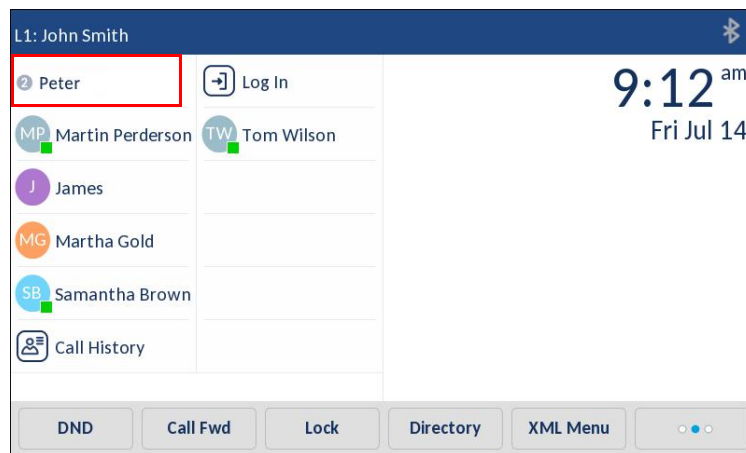 L1: John Smith
2 Peter
Log In
9:12 am
Fri Jul 14
MP Martin Perderson
TW Tom Wilson
J James
MG Martha Gold
SB Samantha Brown
Call History
DND
Call Fwd
Lock
Directory
XML Menu